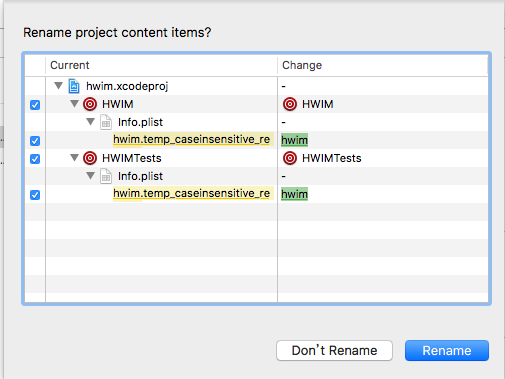 Rename project content items?
Current Change
hwim.xcodeproj -
HWIM HWIM
Info.plist -
hwim.temp_caseinsensitive_re hwim
HWIMTests HWIMTests
Info.plist -
hwim.temp_caseinsensitive_re hwim
Don't Rename Rename